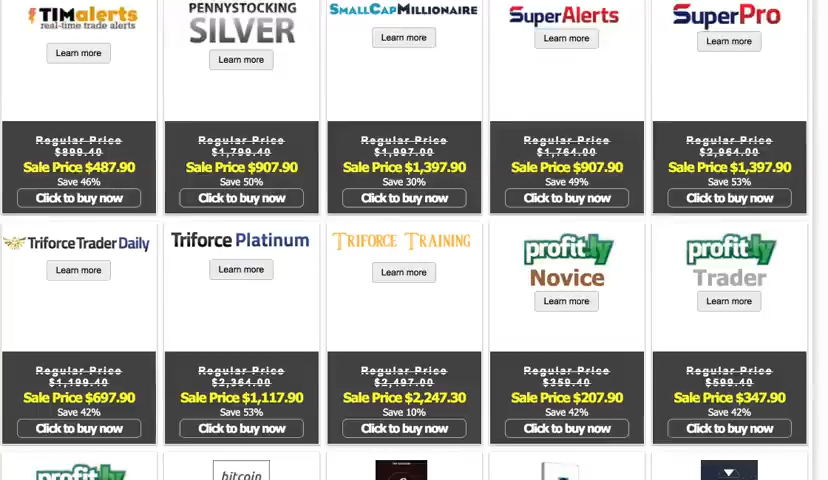 TIMalerts
real-time trade alerts
Learn more
PENNYSTOCKING
SILVER
Learn more
SMALLCAPMILLIONAIRE
Learn more
SUPERALERTS
Learn more
SUPERPRO
Learn more
Regular Price
$899.40
Sale Price $487.90
Save 46%
Click to buy now
Regular Price
$1,799.40
Sale Price $907.90
Save 50%
Click to buy now
Regular Price
$1,997.00
Sale Price $1,397.90
Save 30%
Click to buy now
Regular Price
$1,764.00
Sale Price $907.90
Save 49%
Click to buy now
Regular Price
$2,964.00
Sale Price $1,397.90
Save 53%
Click to buy now
Triforce Trader Daily
Learn more
Triforce Platinum
Learn more
TRIFORCE TRAINING
Learn more
profitly
Novice
Learn more
profitly
Trader
Learn more
Regular Price
$1,199.40
Sale Price $697.90
Save 42%
Click to buy now
Regular Price
$2,364.00
Sale Price $1,117.90
Save 53%
Click to buy now
Regular Price
$2,497.00
Sale Price $2,247.30
Save 10%
Click to buy now
Regular Price
$359.40
Sale Price $207.90
Save 42%
Click to buy now
Regular Price
$599.40
Sale Price $347.90
Save 42%
Click to buy now
profitly
bitcoin